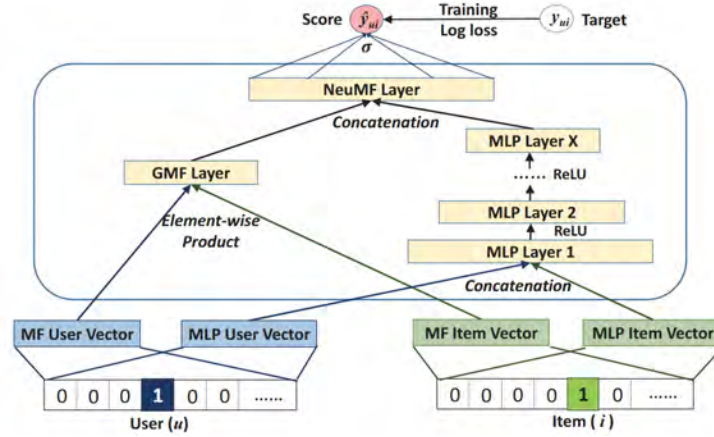 Score ŷui Training yui Target
Log loss
σ
NeuMF Layer
Concatenation
MLP Layer X
GMF Layer
...... ReLU
Element-wise
Product
MLP Layer 2
ReLU
MLP Layer 1
Concatenation
MF User Vector MLP User Vector MF Item Vector MLP Item Vector
0 0 0 1 0 0 ...... 0 0 0 0 1 0 ......
User (u) Item ( i )